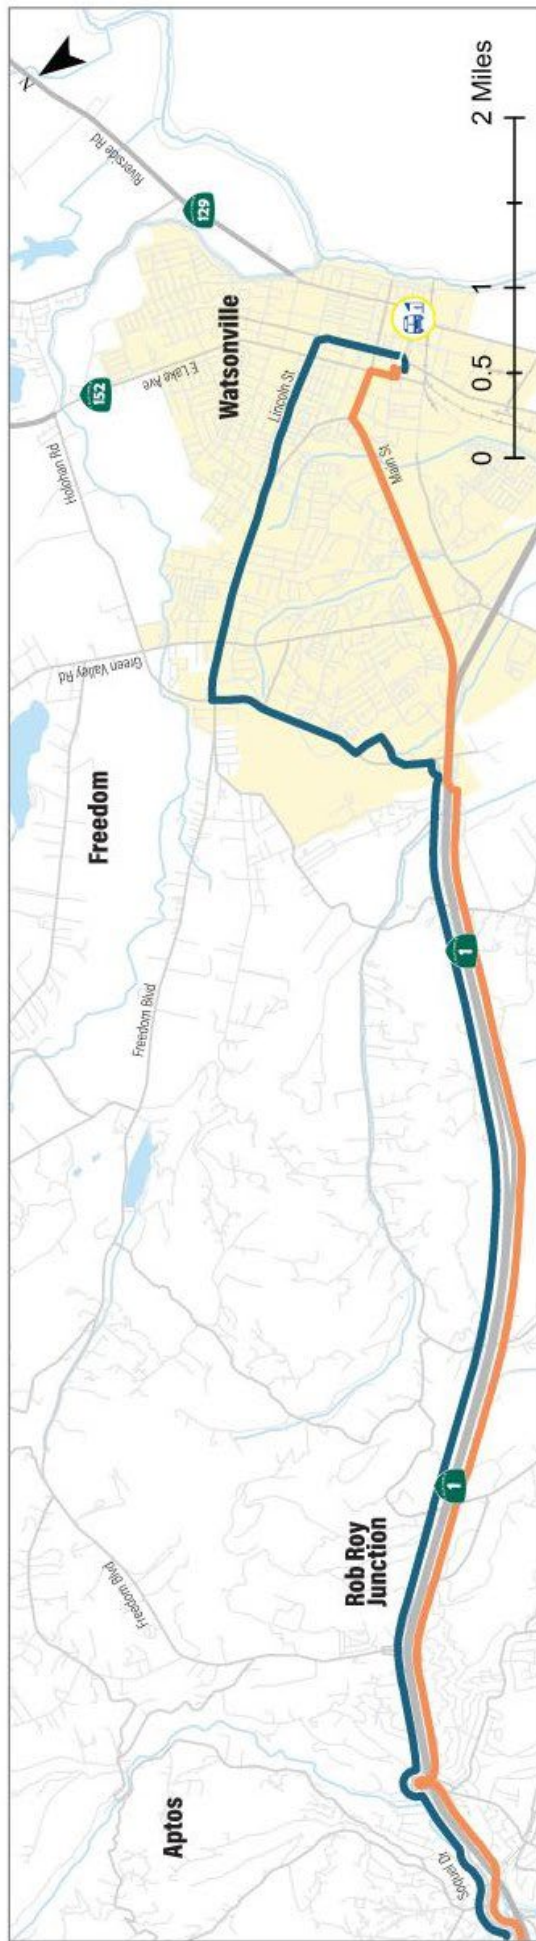 Aptos
Soquel Dr
Freedom Blvd
Rob Roy
Junction
1
Freedom Blvd
Freedom
1
Green Valley Rd
Holohan Rd
152
E Lake Ave
Watsonville
Lincoln St
Main St
129
Riverside Rd
N
0 0.5 1 2 Miles